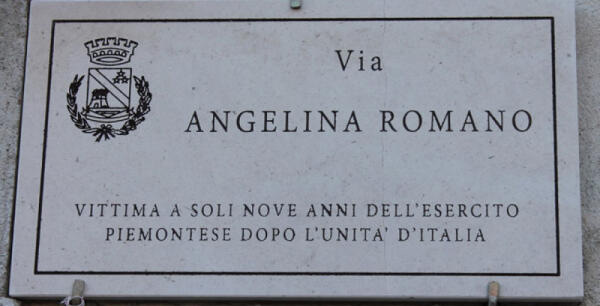 Via
ANGELINA ROMANO
VITTIMA A SOLI NOVE ANNI DELL'ESERCITO
PIEMONTESE DOPO L'UNITA' D'ITALIA